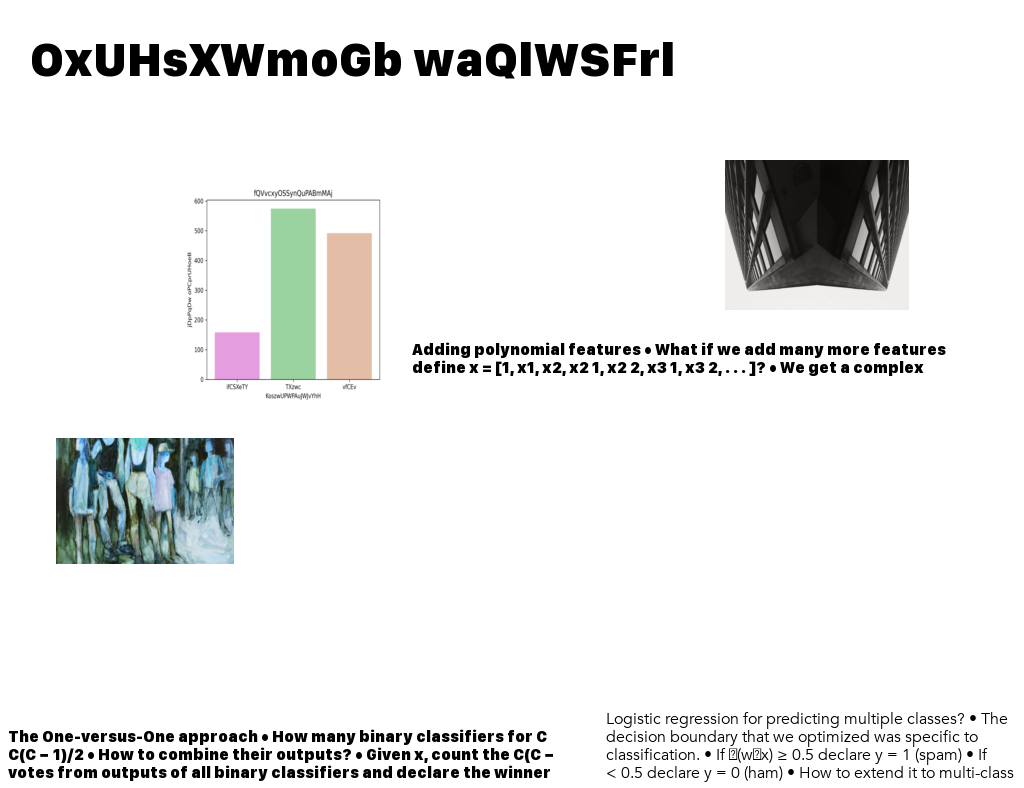 OxUHsXWmoGb waQlWSFrl
fQVvcxyOSSynQuPABmMAj
600
500
400
300
200
100
0
jDpPqDw oPCprUHoeB
ifCSXeTY TXzwc vfCEv
KoszwUPWPAuJWJvYhH
Adding polynomial features • What if we add many more features
define x = [1, x1, x2, x2 1, x2 2, x3 1, x3 2, . . . ]? • We get a complex
The One-versus-One approach • How many binary classifiers for C
C(C − 1)/2 • How to combine their outputs? • Given x, count the C(C −
votes from outputs of all binary classifiers and declare the winner
Logistic regression for predicting multiple classes? • The
decision boundary that we optimized was specific to
classification. • If (wx) ≥ 0.5 declare y = 1 (spam) • If
< 0.5 declare y = 0 (ham) • How to extend it to multi-class